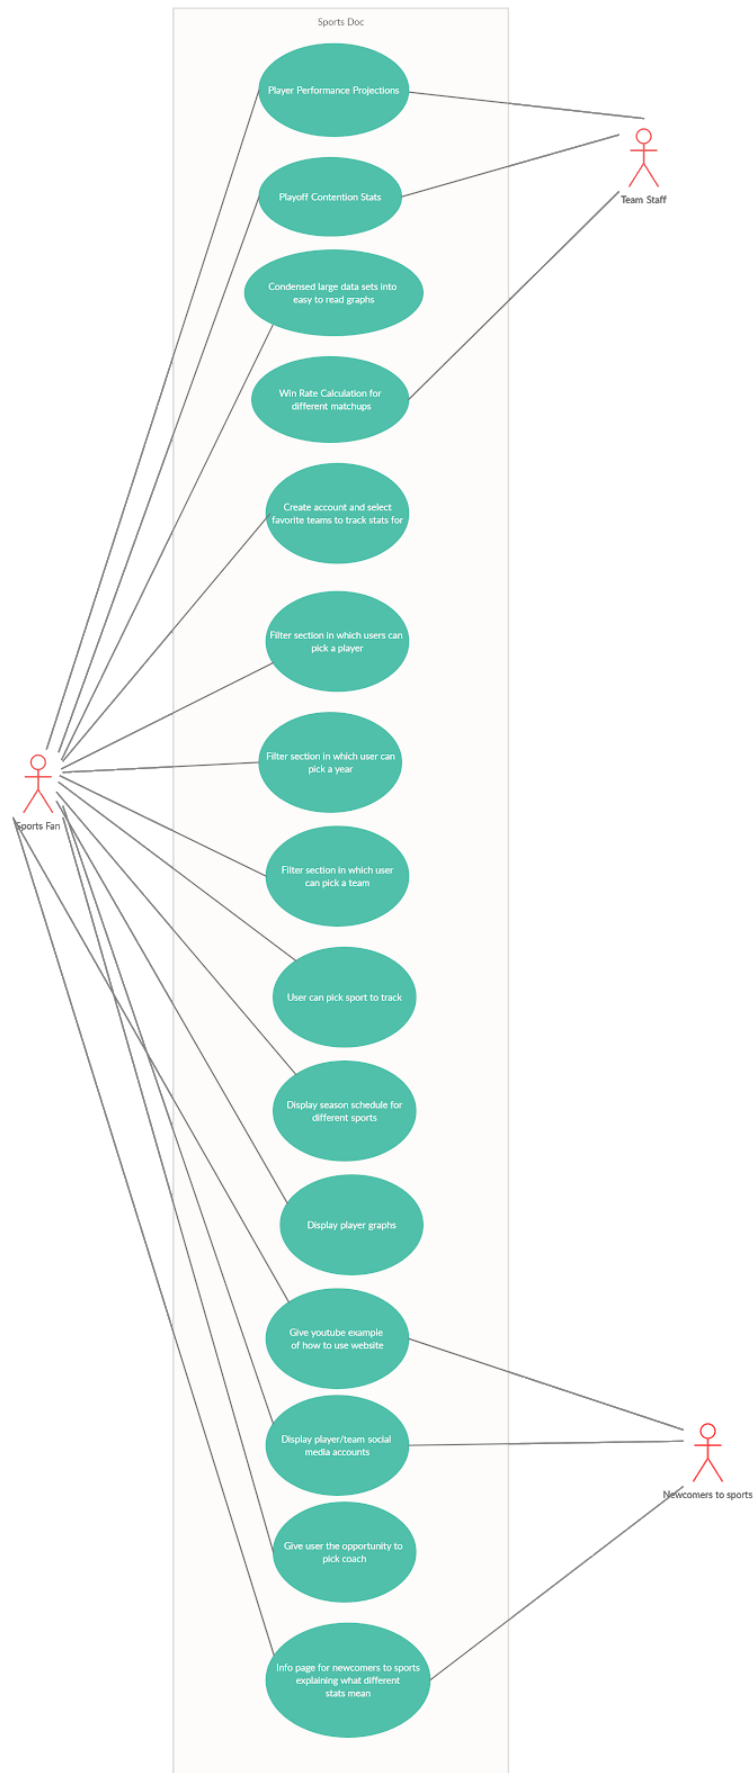 Sports Doc
Player Performance Projections
Team Staff
Playoff Contention Stats
Condensed large data sets into
easy to read graphs
Win Rate Calculation for
different matchups
Create account and select
favorite teams to track stats for
Filter section in which users can
pick a player
Filter section in which user can
pick a year
Sports Fan
Filter section in which user
can pick a team
User can pick sport to track
Display season schedule for
different sports
Display player graphs
Give youtube example
of how to use website
Display player/team social
media accounts
Newcomers to sports
Give user the opportunity to
pick coach
Info page for newcomers to sports
explaining what different
stats mean